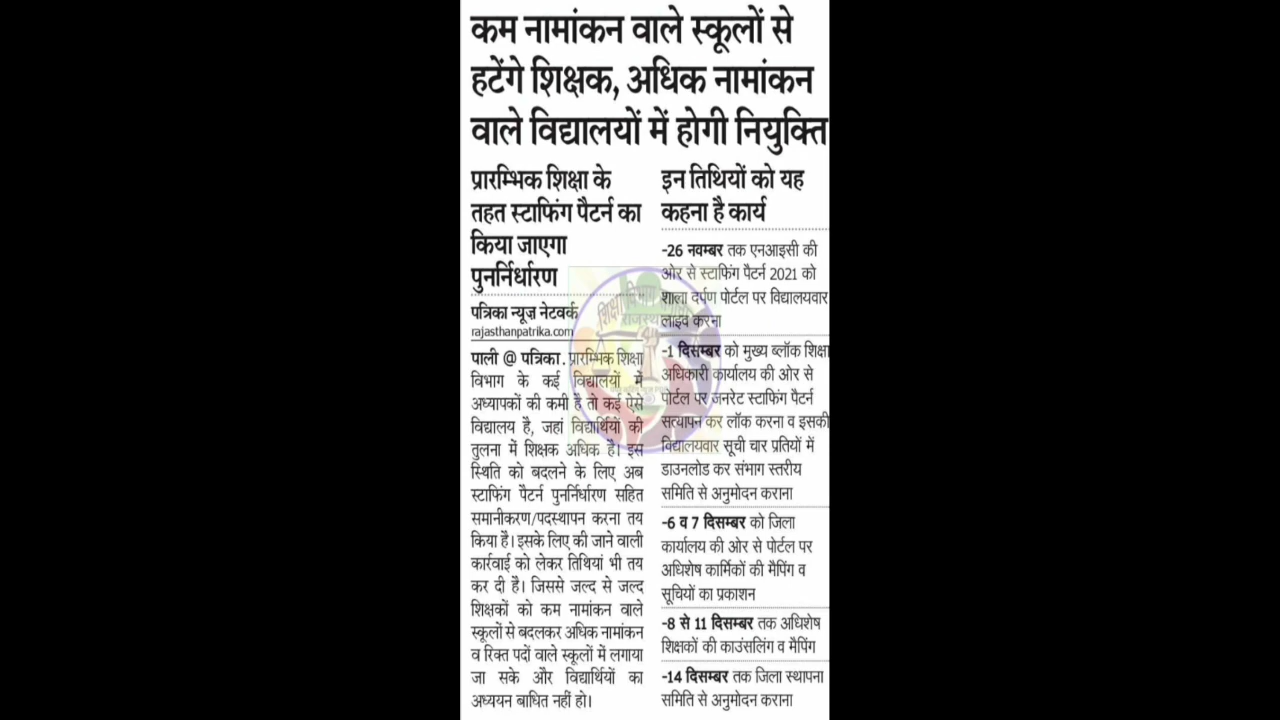 कम नामांकन वाले स्कूलों से
हटेंगे शिक्षक, अधिक नामांकन
वाले विद्यालयों में होगी नियुक्ति
प्रारम्भिक शिक्षा के
तहत स्टाफिंग पैटर्न का
किया जाएगा
पुनर्निर्धारण
पत्रिका न्यूज़ नेटवर्क
rajasthanpatrika.com
पाली @ पत्रिका. प्रारम्भिक शिक्षा
विभाग के कई विद्यालयों में
अध्यापकों की कमी है तो कई ऐसे
विद्यालय है, जहां विद्यार्थियों की
तुलना में शिक्षक अधिक है। इस
स्थिति को बदलने के लिए अब
स्टाफिंग पैटर्न पुनर्निर्धारण सहित
समानीकरण/पदस्थापन करना तय
किया है। इसके लिए की जाने वाली
कार्रवाई को लेकर तिथियां भी तय
कर दी है। जिससे जल्द से जल्द
शिक्षकों को कम नामांकन वाले
स्कूलों से बदलकर अधिक नामांकन
व रिक्त पदों वाले स्कूलों में लगाया
जा सके और विद्यार्थियों का
अध्ययन बाधित नहीं हो।
इन तिथियों को यह
कहना है कार्य
-26 नवम्बर तक एनआइसी की
ओर से स्टाफिंग पैटर्न 2021 को
शाला दर्पण पोर्टल पर विद्यालयवार
लाइव करना
-1 दिसम्बर को मुख्य ब्लॉक शिक्षा
अधिकारी कार्यालय की ओर से
पोर्टल पर जनरेट स्टाफिंग पैटर्न
सत्यापन कर लॉक करना व इसकी
विद्यालयवार सूची चार प्रतियों में
डाउनलोड कर संभाग स्तरीय
समिति से अनुमोदन कराना
-6 व 7 दिसम्बर को जिला
कार्यालय की ओर से पोर्टल पर
अधिशेष कार्मिकों की मैपिंग व
सूचियों का प्रकाशन
-8 से 11 दिसम्बर तक अधिशेष
शिक्षकों की काउंसलिंग व मैपिंग
-14 दिसम्बर तक जिला स्थापना
समिति से अनुमोदन कराना